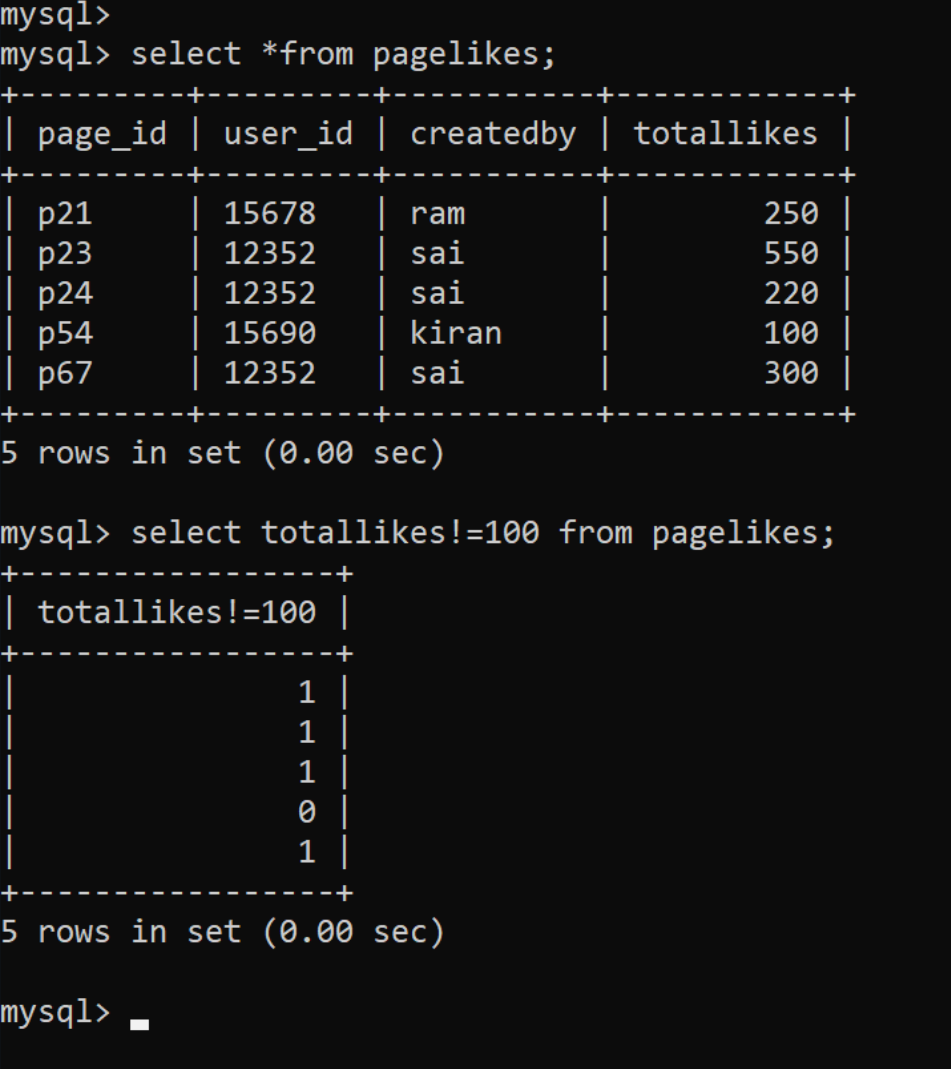 mysql>
mysql> select *from pagelikes;
+---------+---------+-----------+------------+
| page_id | user_id | createdby | totallikes |
+---------+---------+-----------+------------+
| p21     | 15678   | ram       |        250 |
| p23     | 12352   | sai       |        550 |
| p24     | 12352   | sai       |        220 |
| p54     | 15690   | kiran     |        100 |
| p67     | 12352   | sai       |        300 |
+---------+---------+-----------+------------+
5 rows in set (0.00 sec)

mysql> select totallikes!=100 from pagelikes;
+-----------------+
| totallikes!=100 |
+-----------------+
|               1 |
|               1 |
|               1 |
|               0 |
|               1 |
+-----------------+
5 rows in set (0.00 sec)

mysql>